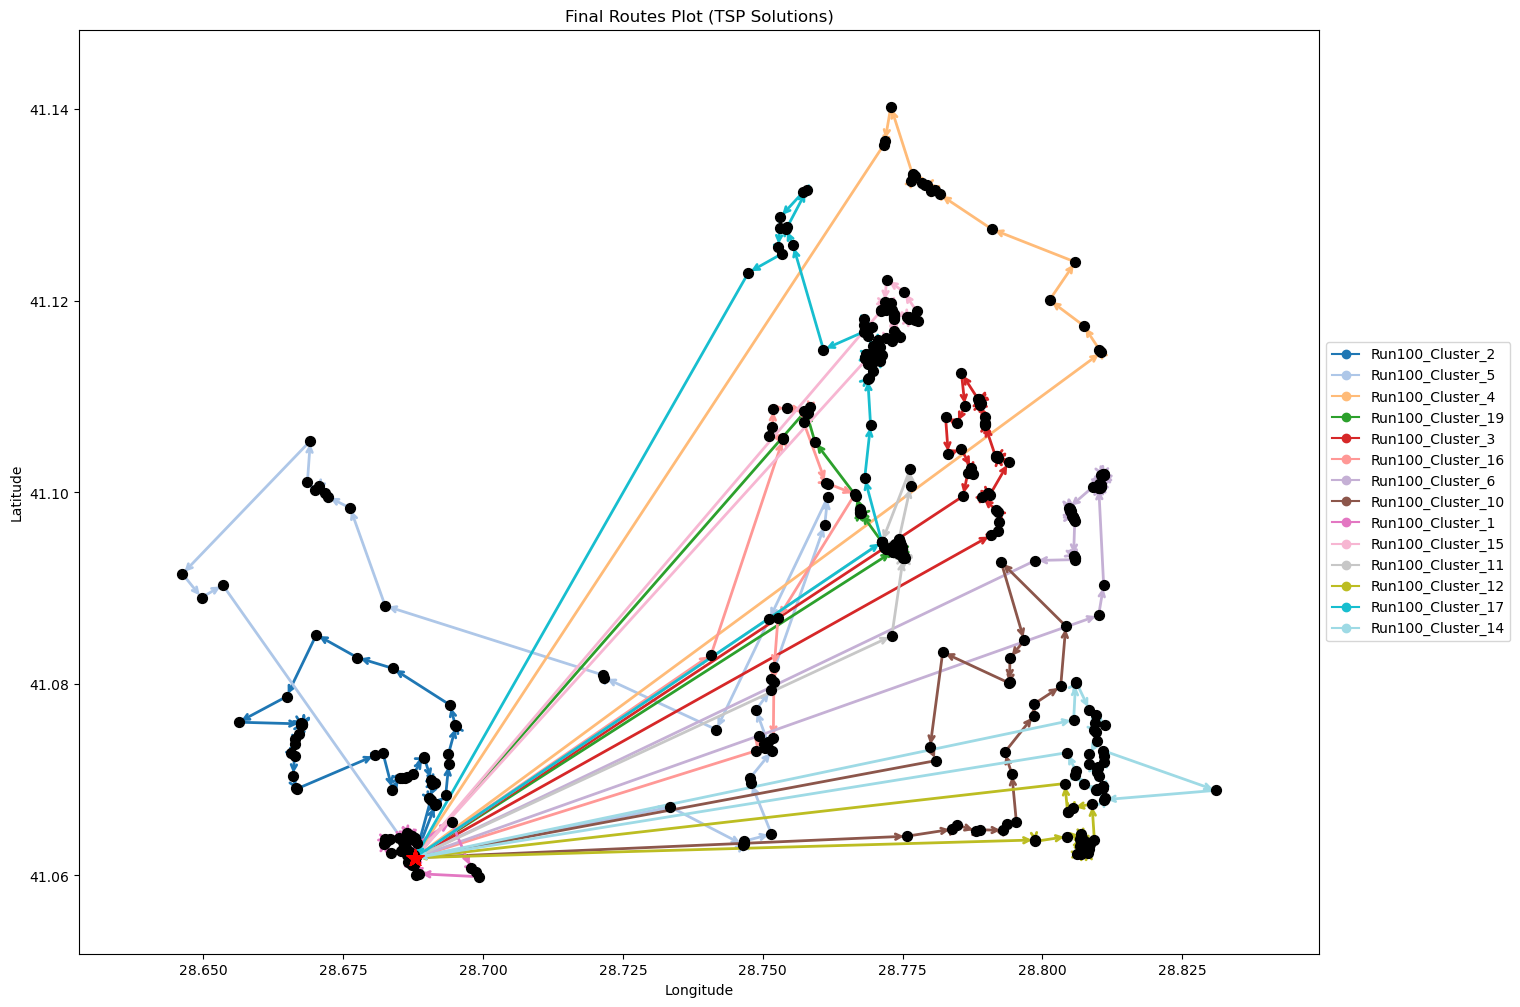 Final Routes Plot (TSP Solutions)
Latitude
41.14
41.12
41.10
41.08
41.06
28.650
28.675
28.700
28.725
28.750
28.775
28.800
28.825
Longitude
Run100_Cluster_2
Run100_Cluster_5
Run100_Cluster_4
Run100_Cluster_19
Run100_Cluster_3
Run100_Cluster_16
Run100_Cluster_6
Run100_Cluster_10
Run100_Cluster_1
Run100_Cluster_15
Run100_Cluster_11
Run100_Cluster_12
Run100_Cluster_17
Run100_Cluster_14